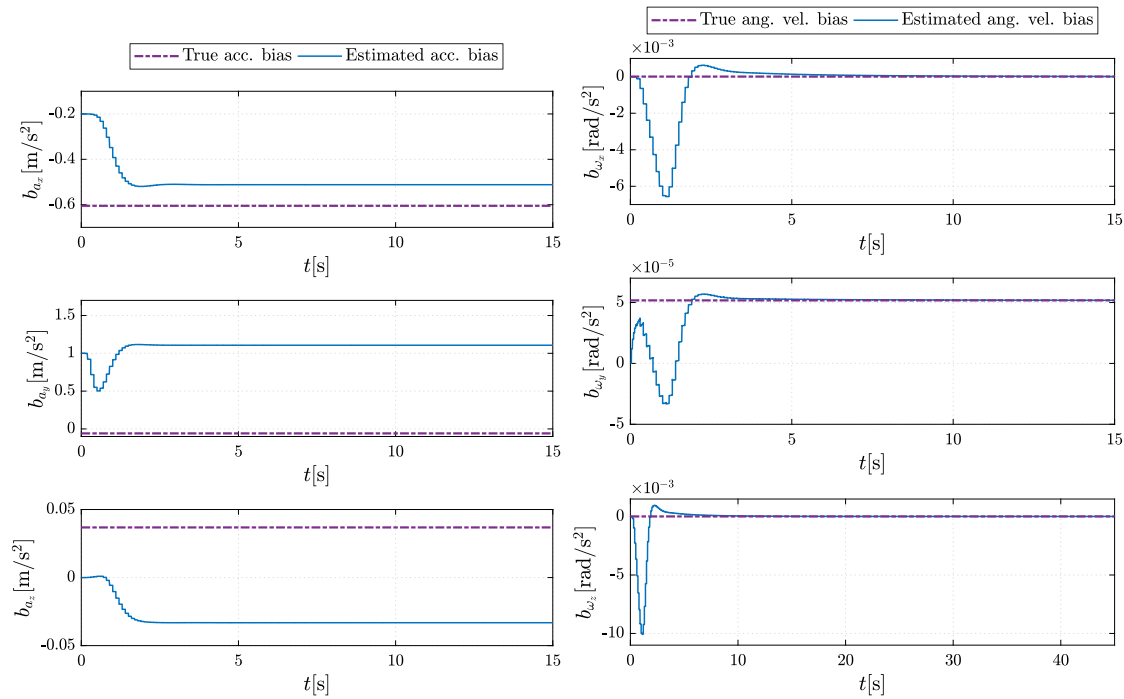 True acc. bias Estimated acc. bias
-0.2
-0.4
-0.6
b_{a_x} [m/s²]
0 5 10 15
t[s]
1.5
1
0.5
0
b_{a_y} [m/s²]
0 5 10 15
t[s]
0.05
0
-0.05
b_{a_z} [m/s²]
0 5 10 15
t[s]
True ang. vel. bias Estimated ang. vel. bias
×10⁻³
0
-2
-4
-6
b_{ω_x} [rad/s²]
0 5 10 15
t[s]
×10⁻⁵
5
0
-5
b_{ω_y} [rad/s²]
0 5 10 15
t[s]
×10⁻³
0
-5
-10
b_{ω_z} [rad/s²]
0 10 20 30 40
t[s]